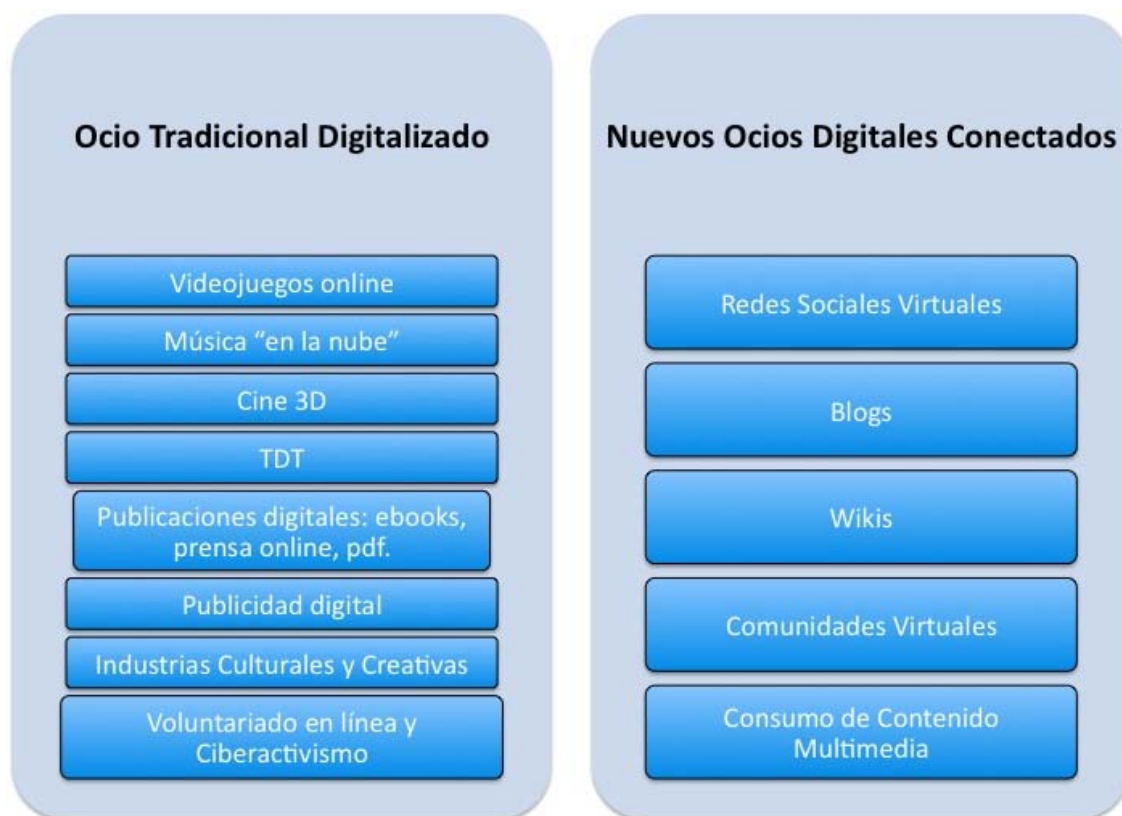 Ocio Tradicional Digitalizado
Videojuegos online
Música “en la nube”
Cine 3D
TDT
Publicaciones digitales: ebooks,
prensa online, pdf.
Publicidad digital
Industrias Culturales y Creativas
Voluntariado en línea y
Ciberactivismo
Nuevos Ocios Digitales Conectados
Redes Sociales Virtuales
Blogs
Wikis
Comunidades Virtuales
Consumo de Contenido
Multimedia